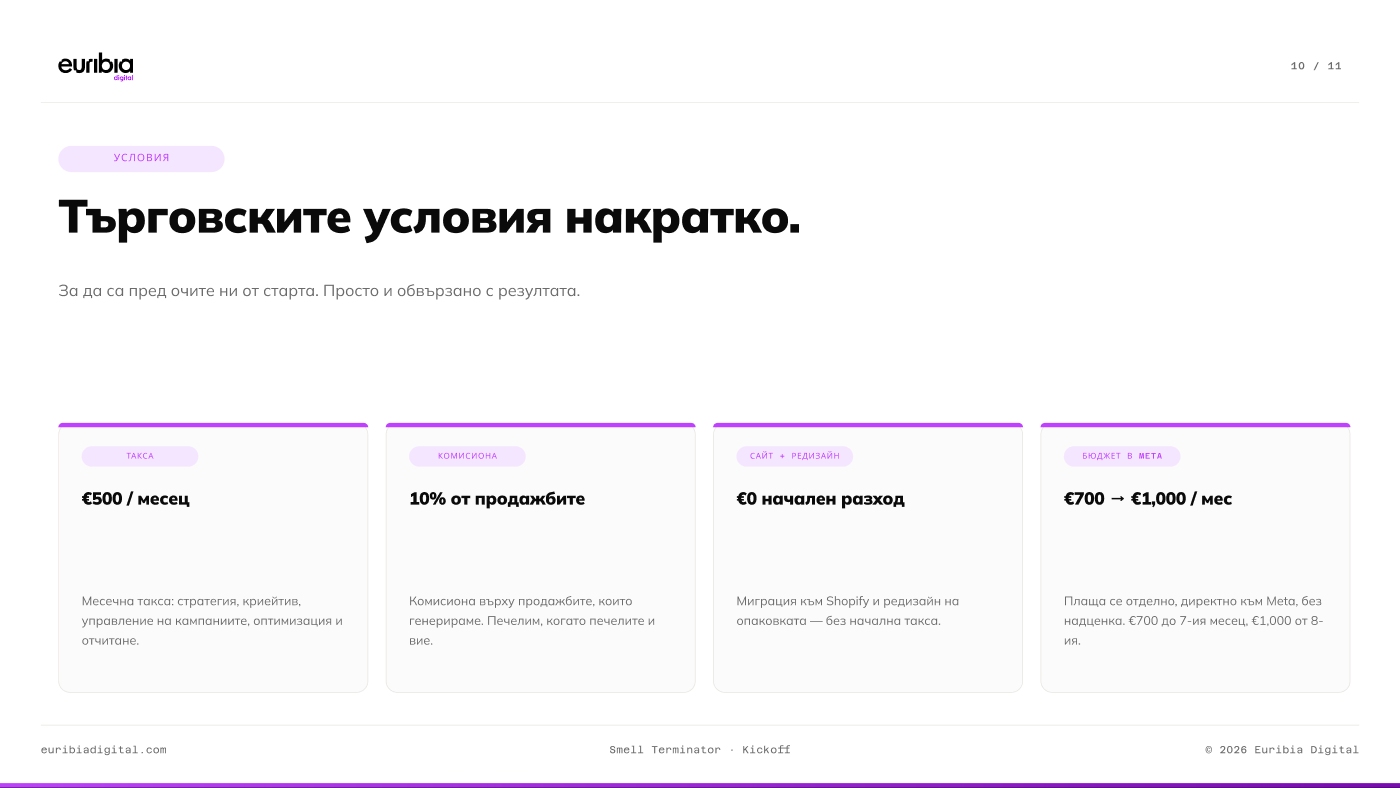 euribia
digital
10 / 11
УСЛОВИЯ
Търговските условия накратко.
За да са пред очите ни от старта. Просто и обвързано с резултата.
ТАКСА
€500 / месец
Месечна такса: стратегия, криейтив,
управление на кампаниите, оптимизация и
отчитане.
КОМИСИОНА
10% от продажбите
Комисиона върху продажбите, които
генерираме. Печелим, когато печелите и
вие.
САЙТ + РЕДИЗАЙН
€0 начален разход
Миграция към Shopify и редизайн на
опаковката — без начална такса.
БЮДЖЕТ В META
€700 → €1,000 / мес
Плаща се отделно, директно към Meta, без
надценка. €700 до 7-ия месец, €1,000 от 8-
ия.
euribiadigital.com
Smell Terminator · Kickoff
© 2026 Euribia Digital